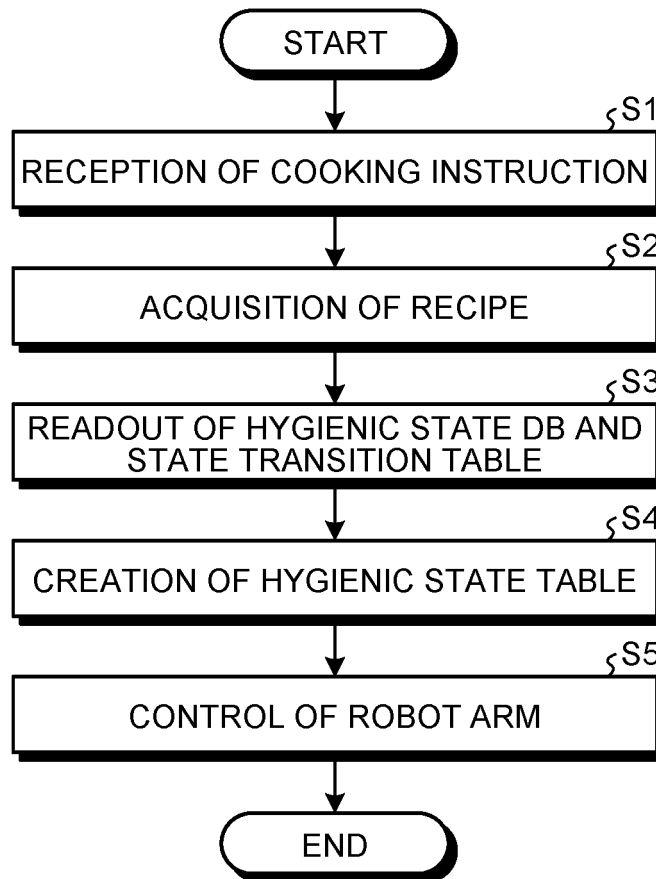 START
S1
RECEPTION OF COOKING INSTRUCTION
S2
ACQUISITION OF RECIPE
S3
READOUT OF HYGIENIC STATE DB AND
STATE TRANSITION TABLE
S4
CREATION OF HYGIENIC STATE TABLE
S5
CONTROL OF ROBOT ARM
END